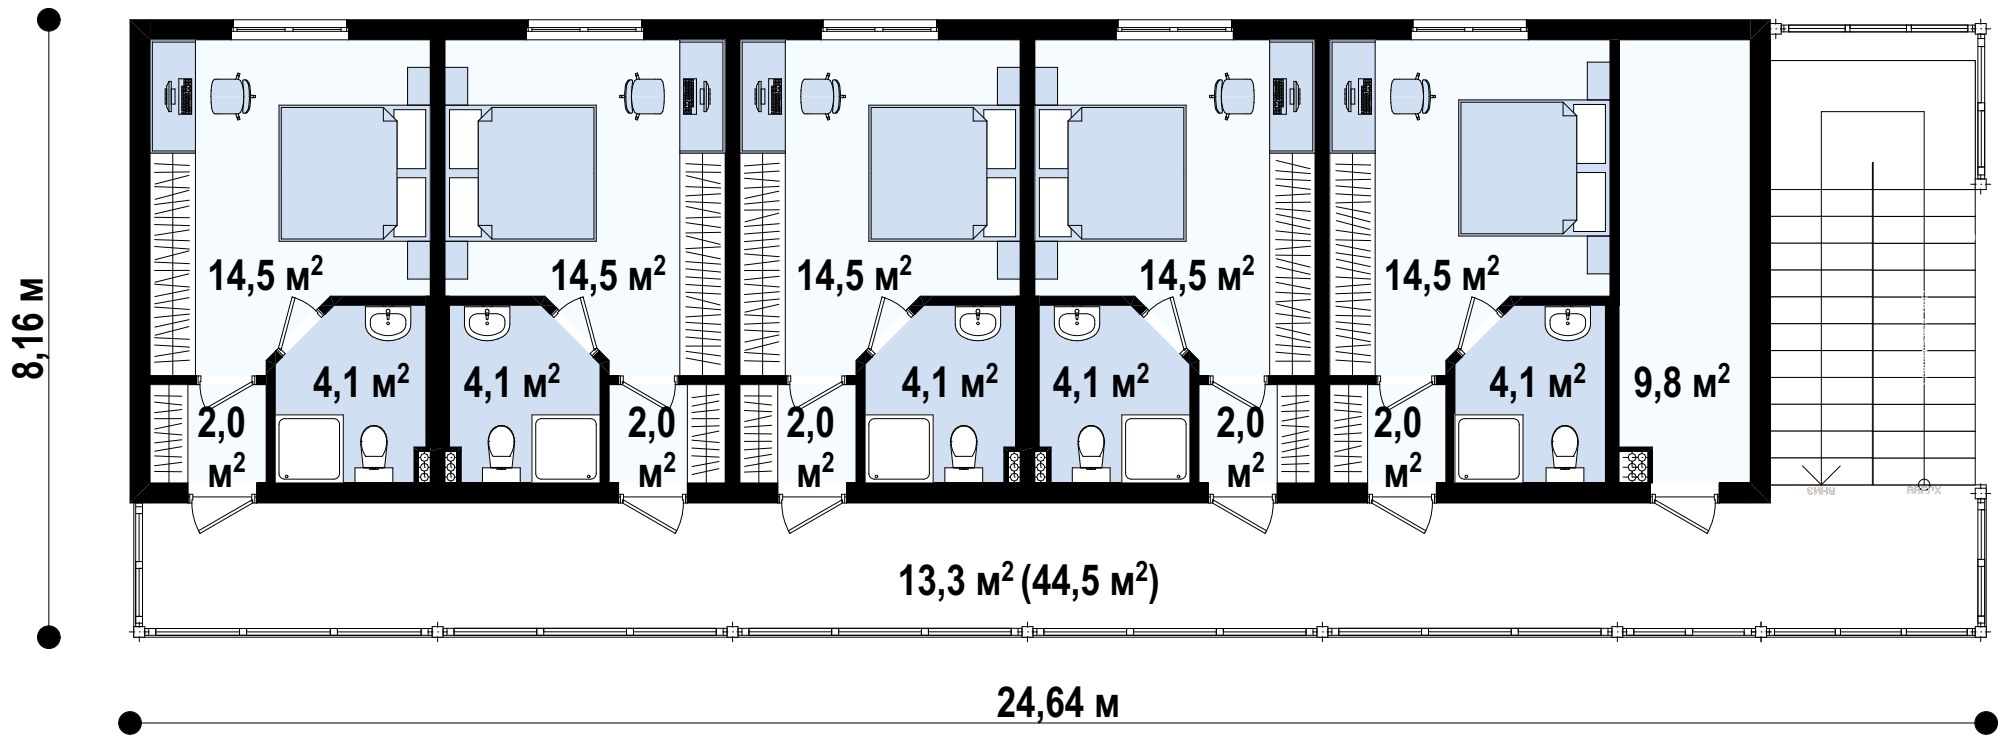 14,5 м²
14,5 м²
14,5 м²
14,5 м²
14,5 м²
4,1 м²
4,1 м²
4,1 м²
4,1 м²
4,1 м²
9,8 м²
2,0
м²
2,0
м²
2,0
м²
2,0
м²
2,0
м²
8,16 м
13,3 м² (44,5 м²)
24,64 м